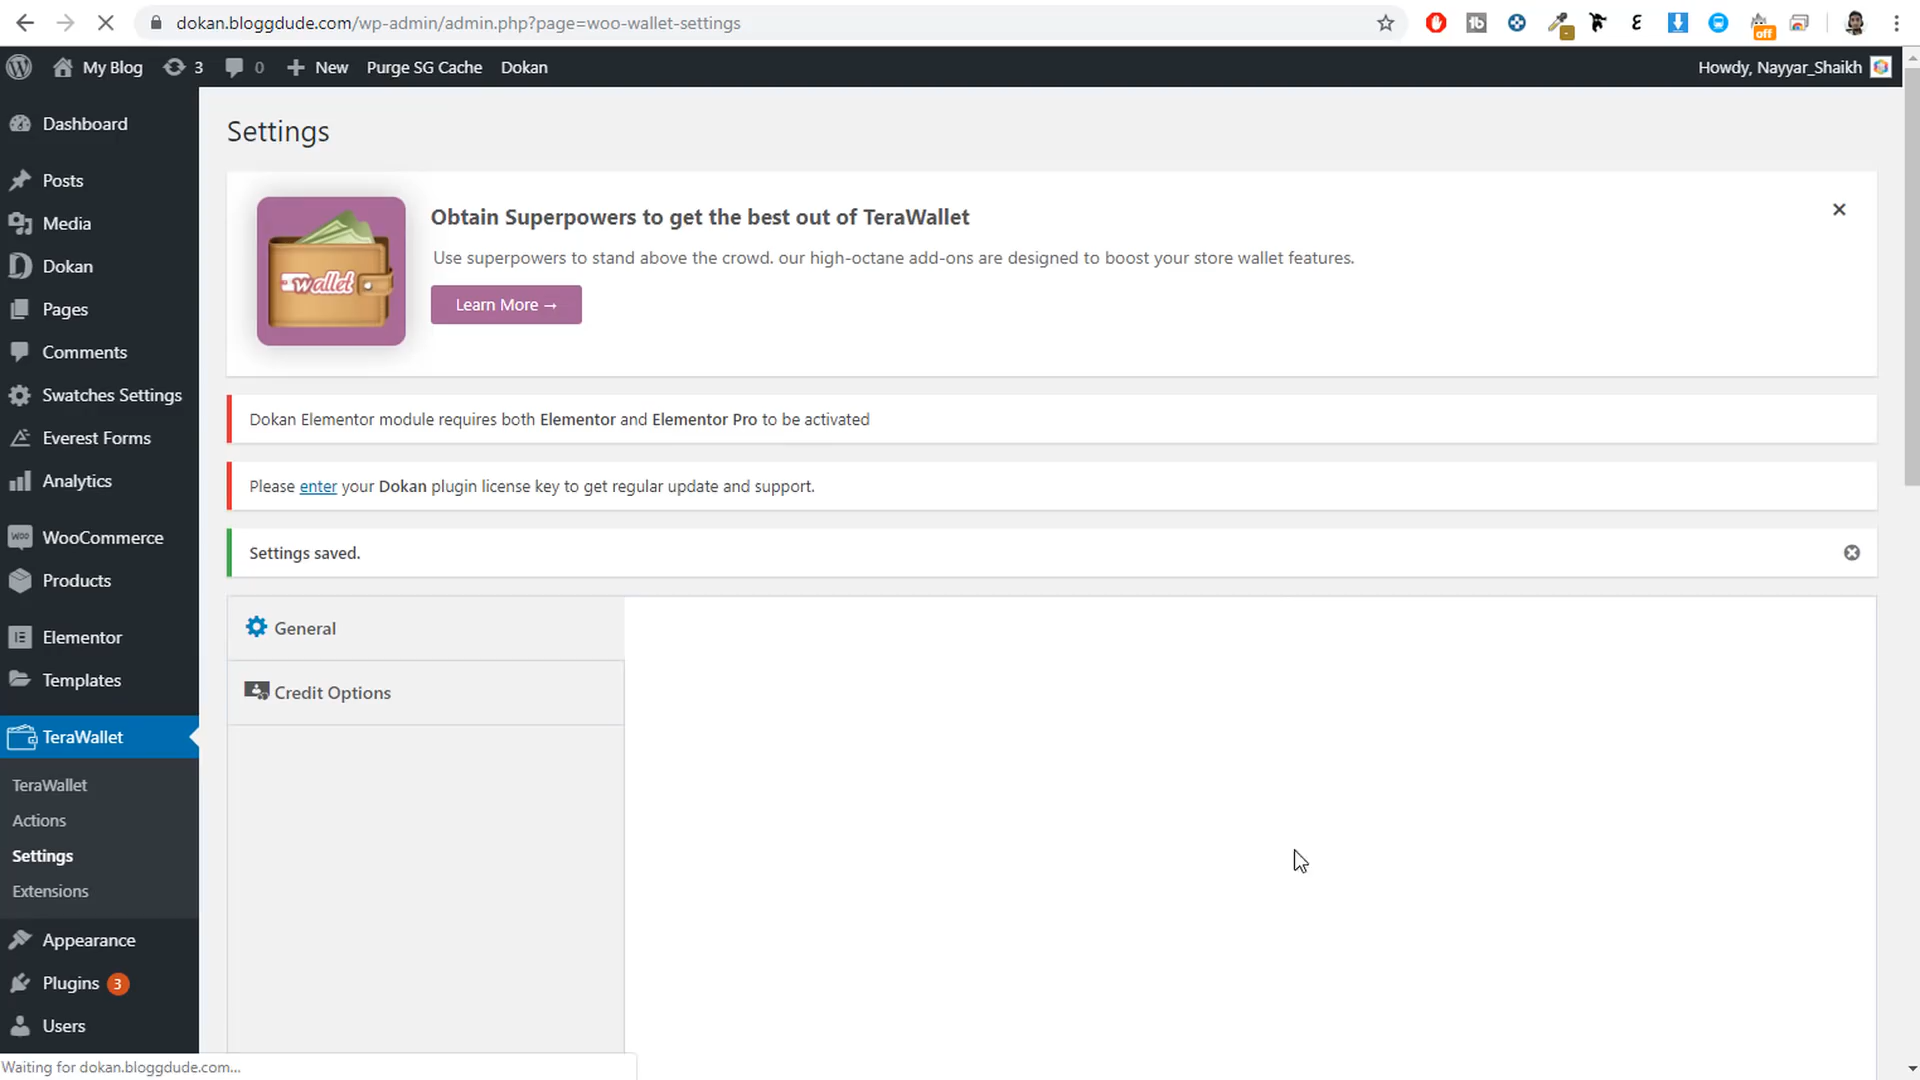 dokan.bloggdude.com/wp-admin/admin.php?page=woo-wallet-settings
off
My Blog 3 0 New Purge SG Cache Dokan Howdy, Nayyar_Shaikh
Dashboard
Posts
Media
Dokan
Pages
Comments
Swatches Settings
Everest Forms
Analytics
WooCommerce
Products
Elementor
Templates
TeraWallet
TeraWallet
Actions
Settings
Extensions
Appearance
Plugins 3
Users
Settings
wallet
Obtain Superpowers to get the best out of TeraWallet
Use superpowers to stand above the crowd. our high-octane add-ons are designed to boost your store wallet features.
Learn More →
Dokan Elementor module requires both Elementor and Elementor Pro to be activated
Please enter your Dokan plugin license key to get regular update and support.
Settings saved.
General
Credit Options
Waiting for dokan.bloggdude.com...